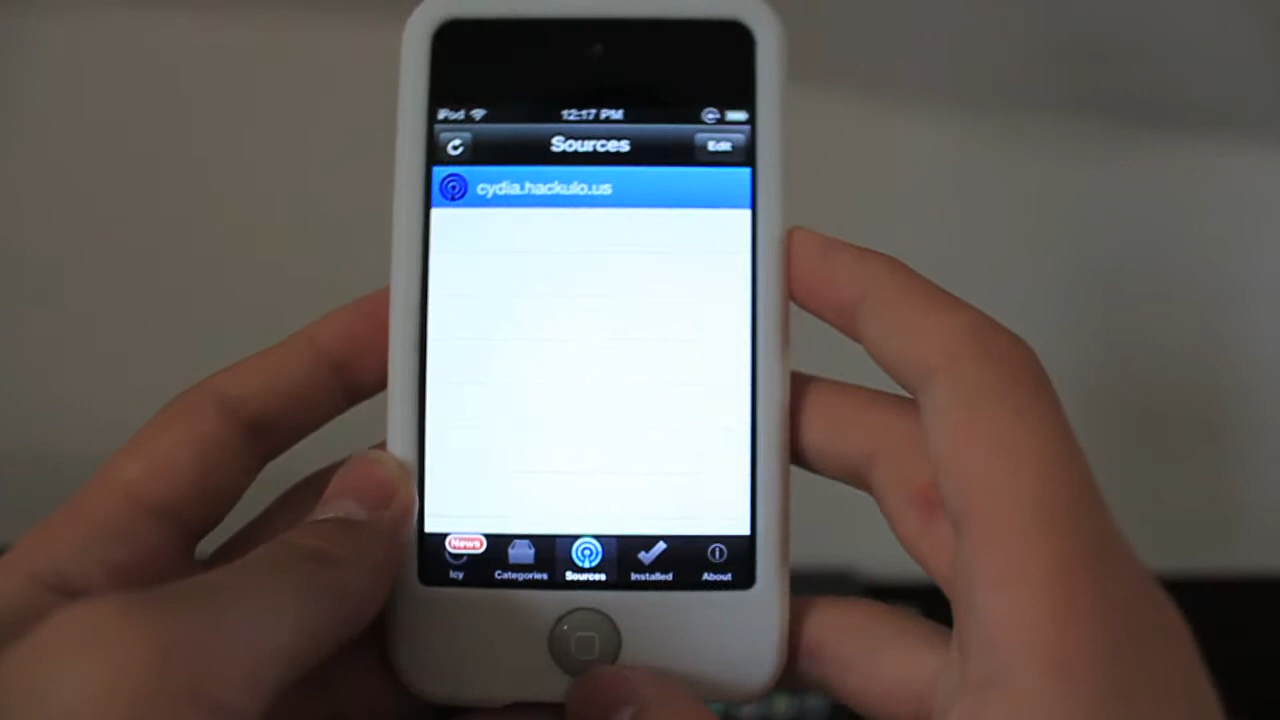 iPod 12:17 PM
Sources Edit
cydia.hackulo.us
News
Icy Categories Sources Installed About